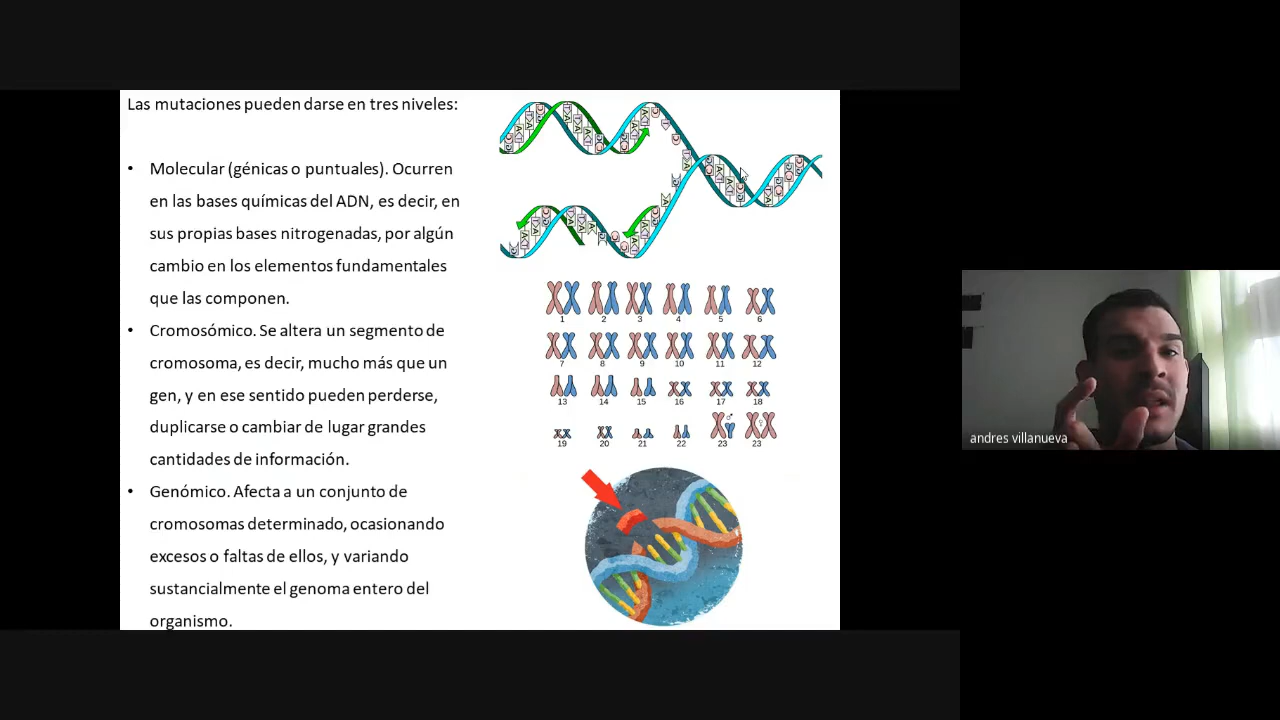 Las mutaciones pueden darse en tres niveles:
• Molecular (génicas o puntuales). Ocurren
en las bases químicas del ADN, es decir, en
sus propias bases nitrogenadas, por algún
cambio en los elementos fundamentales
que las componen.
• Cromosómico. Se altera un segmento de
cromosoma, es decir, mucho más que un
gen, y en ese sentido pueden perderse,
duplicarse o cambiar de lugar grandes
cantidades de información.
• Genómico. Afecta a un conjunto de
cromosomas determinado, ocasionando
excesos o faltas de ellos, y variando
sustancialmente el genoma entero del
organismo.
1 2 3 4 5 6
7 8 9 10 11 12
13 14 15 16 17 18
♂ ♀
19 20 21 22 23 23
andres villanueva